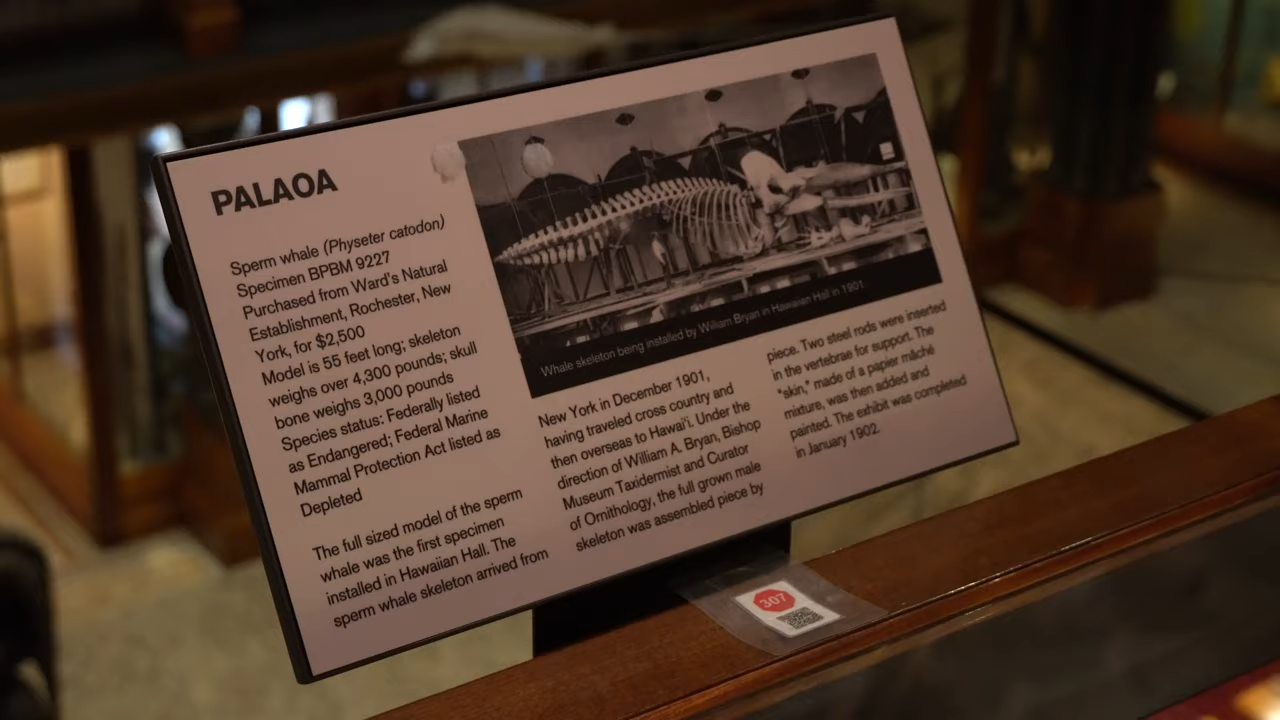 PALAOA
Sperm whale (Physeter catodon)
Specimen BPBM 9227
Purchased from Ward's Natural
Establishment, Rochester, New
York, for $2,500
Model is 55 feet long; skeleton
weighs over 4,300 pounds; skull
bone weighs 3,000 pounds
Species status: Federally listed
as Endangered; Federal Marine
Mammal Protection Act listed as
Depleted
The full sized model of the sperm
whale was the first specimen
installed in Hawaiian Hall. The
sperm whale skeleton arrived from
Whale skeleton being installed by William Bryan in Hawaiian Hall in 1901.
New York in December 1901,
having traveled cross country and
then overseas to Hawai'i. Under the
direction of William A. Bryan, Bishop
Museum Taxidermist and Curator
of Ornithology, the full grown male
skeleton was assembled piece by
piece. Two steel rods were inserted
in the vertebrae for support. The
"skin," made of a papier mâché
mixture, was then added and
painted. The exhibit was completed
in January 1902.
307